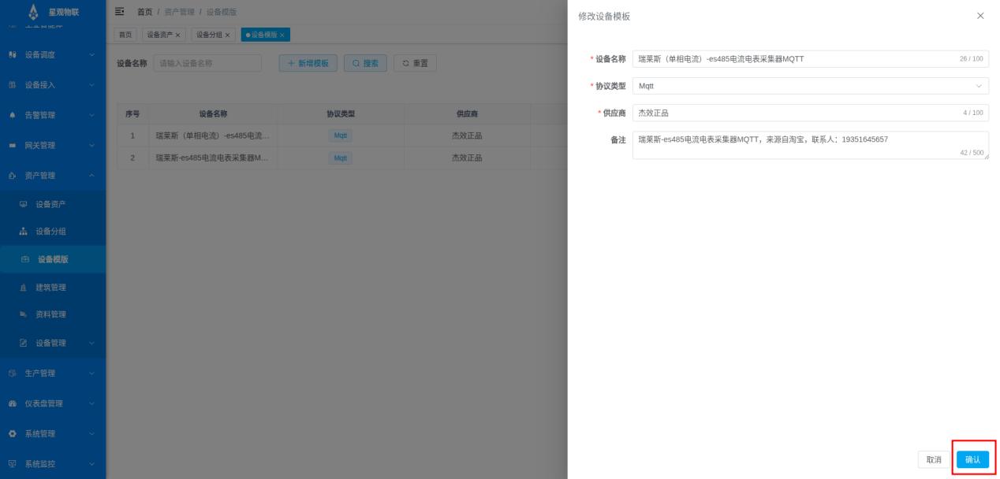 星观物联
设备调度
设备接入
告警管理
网关管理
资产管理
设备资产
设备分组
设备模版
建筑管理
资料管理
设备管理
生产管理
仪表盘管理
系统管理
系统监控
首页 / 资产管理 / 设备模版
首页 设备资产 × 设备分组 × 设备模版 ×
设备名称 请输入设备名称 + 新增模板 搜索 重置
序号 设备名称 协议类型 供应商
1 瑞莱斯（单相电流）-es485电流... Mqtt 杰效正品
2 瑞莱斯-es485电流电表采集器M... Mqtt 杰效正品
修改设备模板
* 设备名称 瑞莱斯（单相电流）-es485电流电表采集器MQTT 26 / 100
* 协议类型 Mqtt
* 供应商 杰效正品 4 / 100
备注 瑞莱斯-es485电流电表采集器MQTT，来源自淘宝，联系人：19351645657
42 / 500
取消 确认